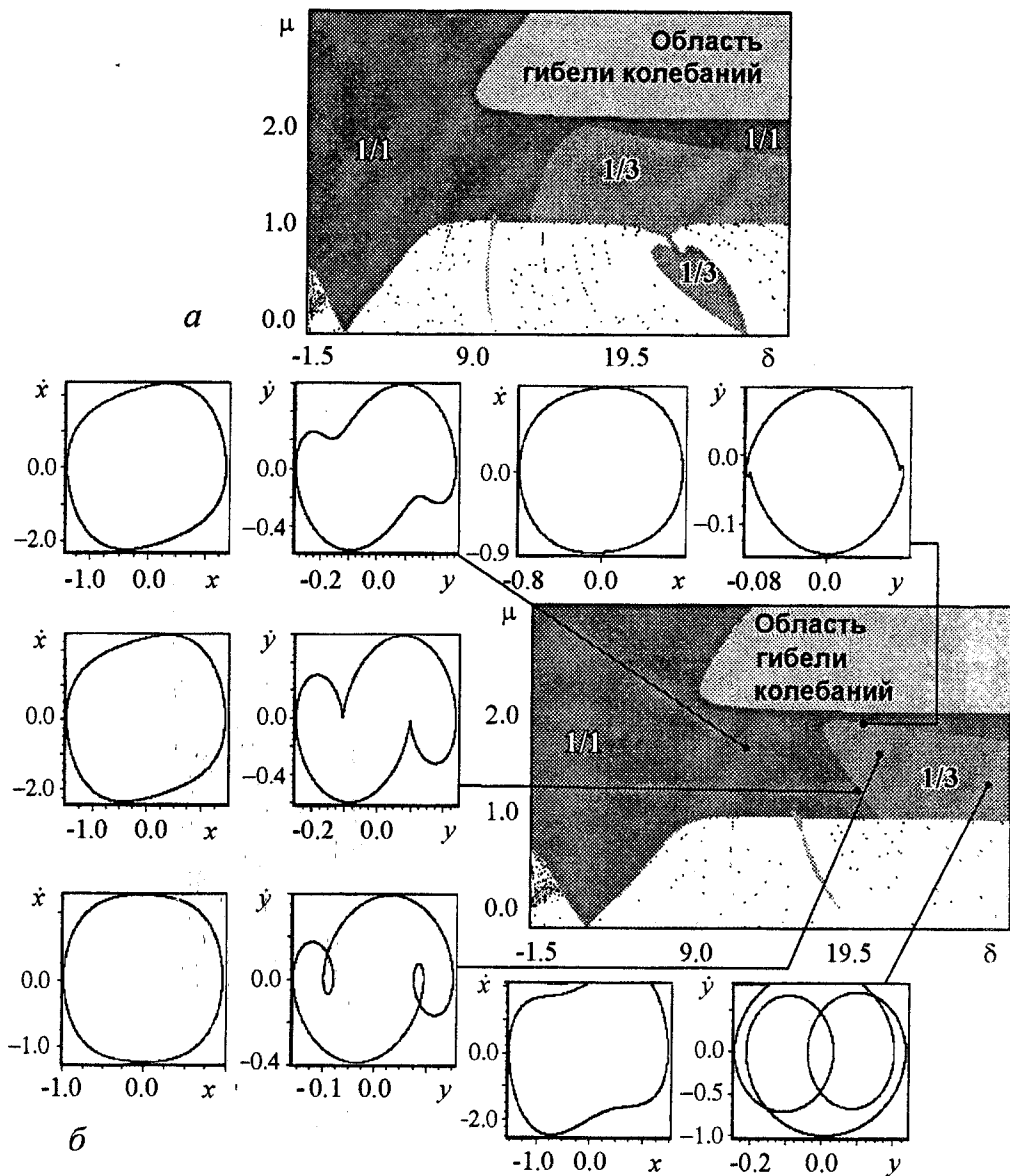 μ
Область
гибели колебаний
2.0
1/1
1/1
1/3
1.0
1/3
0.0
а
-1.5 9.0 19.5 δ
ẋ ẏ ẋ ẏ
0.0 0.0 0.0 0.0
−2.0 −0.4 −0.9 −0.1
-1.0 0.0 x -0.2 0.0 y -0.8 0.0 x -0.08 0.0 y
ẋ ẏ
0.0 0.0
−2.0 −0.4
-1.0 0.0 x -0.2 0.0 y
μ
Область
гибели
колебаний
2.0
1/1
1/3
1.0
0.0
-1.5 9.0 19.5 δ
ẋ ẏ
0.0 0.0
−1.0 −0.4
-1.0 0.0 x -0.1 0.0 y
ẋ ẏ
0.0 0.0
-0.5
-2.0 -1.0
-1.0 0.0 x -0.2 0.0 y
б